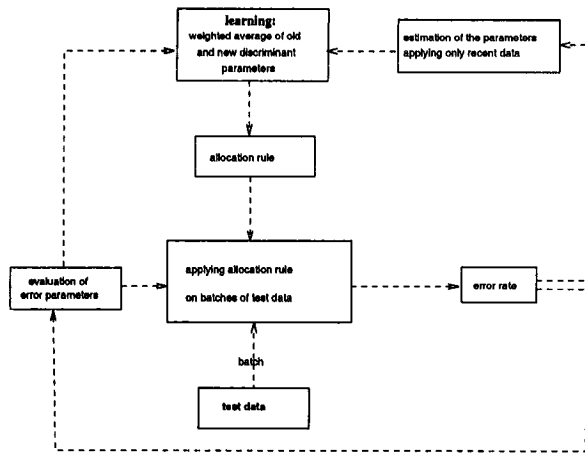 learning:
weighted average of old
and new discriminant
parameters
estimation of the parameters
applying only recent data
allocation rule
evaluation of
error parameters
applying allocation rule
on batches of test data
error rate
batch
test data